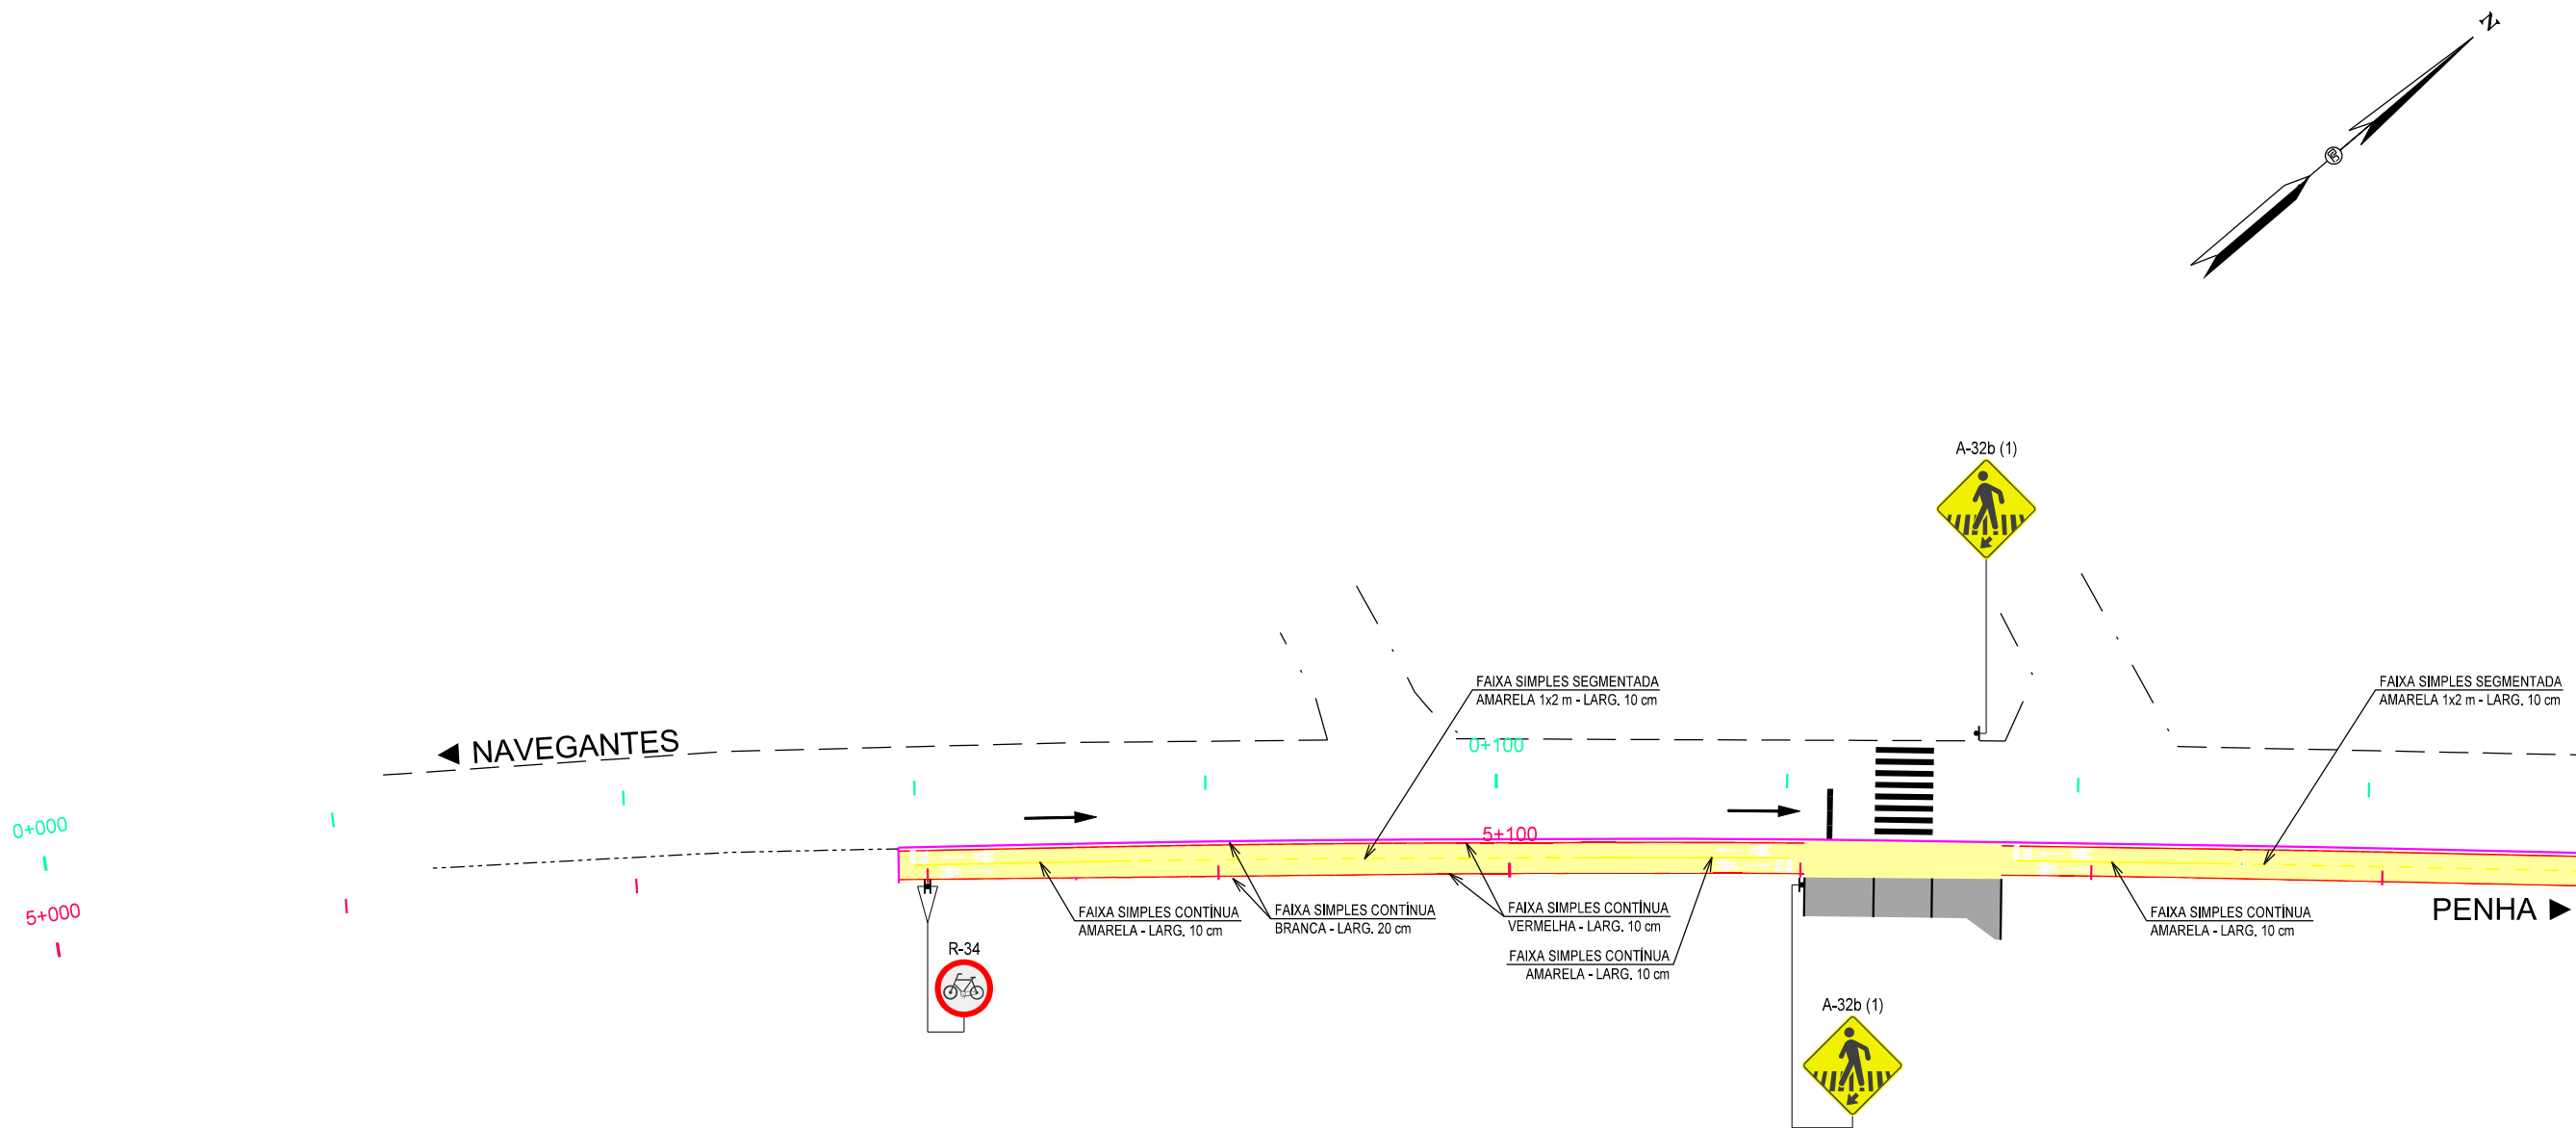 N
A-32b (1)
FAIXA SIMPLES SEGMENTADA
AMARELA 1x2 m - LARG. 10 cm
FAIXA SIMPLES SEGMENTADA
AMARELA 1x2 m - LARG. 10 cm
◄ NAVEGANTES
0+100
0+000
5+100
5+000
FAIXA SIMPLES CONTÍNUA
AMARELA - LARG. 10 cm
FAIXA SIMPLES CONTÍNUA
BRANCA - LARG. 20 cm
FAIXA SIMPLES CONTÍNUA
VERMELHA - LARG. 10 cm
FAIXA SIMPLES CONTÍNUA
AMARELA - LARG. 10 cm
FAIXA SIMPLES CONTÍNUA
AMARELA - LARG. 10 cm
PENHA ►
R-34
A-32b (1)